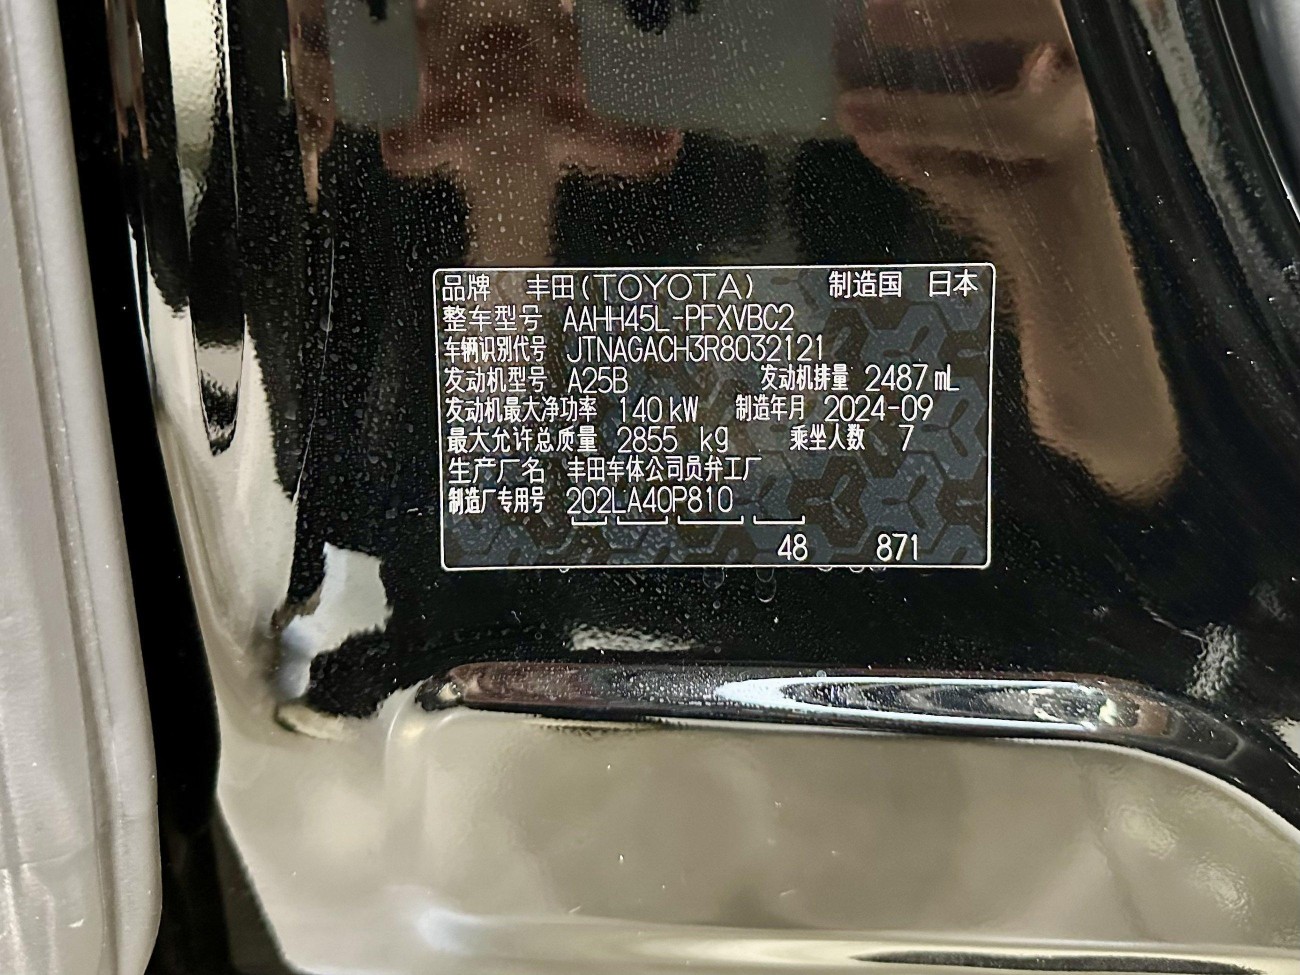 品牌 丰田(TOYOTA) 制造国 日本
整车型号 AAHH45L-PFXVBC2
车辆识别代号 JTNAGACH3R8032121
发动机型号 A25B 发动机排量 2487 mL
发动机最大净功率 140 kW 制造年月 2024-09
最大允许总质量 2855 kg 乘坐人数 7
生产厂名 丰田车体公司员弁工厂
制造厂专用号 202LA40P810
48 871